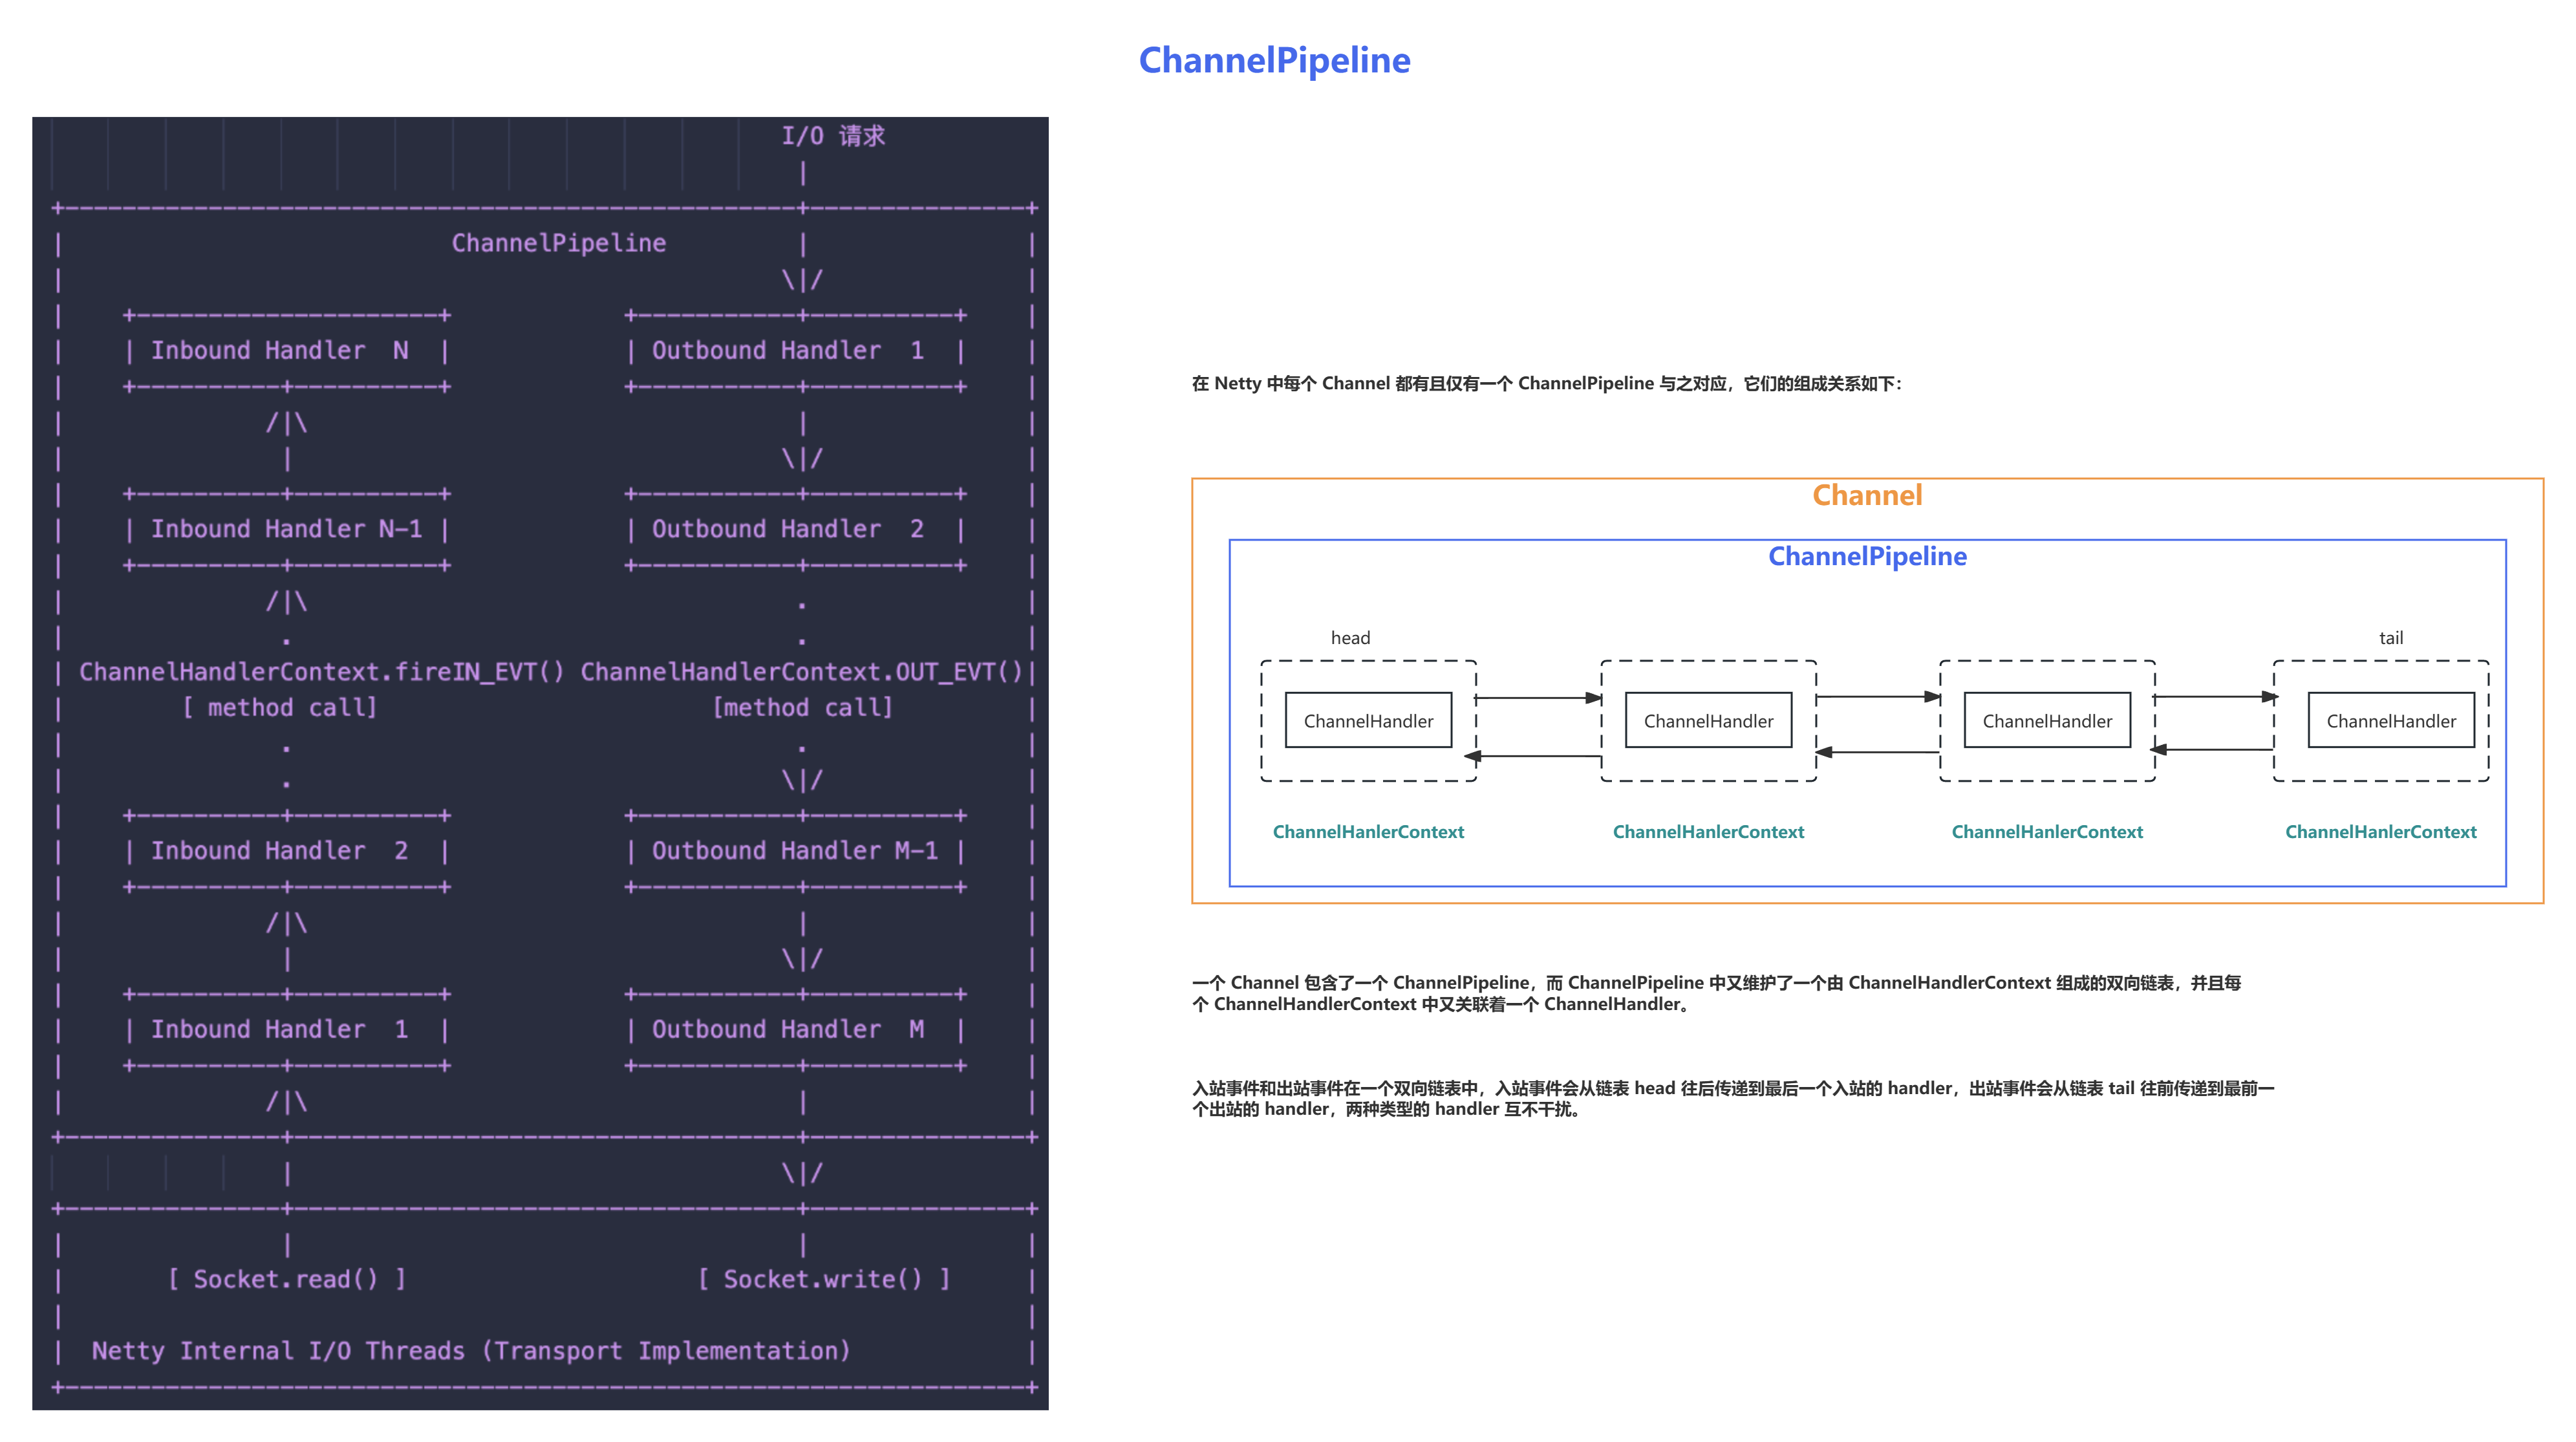 ChannelPipeline
I/O 请求
ChannelPipeline
Inbound Handler N
Outbound Handler 1
Inbound Handler N-1
Outbound Handler 2
ChannelHandlerContext.fireIN_EVT() ChannelHandlerContext.OUT_EVT()
[ method call]
[method call]
Inbound Handler 2
Outbound Handler M-1
Inbound Handler 1
Outbound Handler M
[ Socket.read() ]
[ Socket.write() ]
Netty Internal I/O Threads (Transport Implementation)
在 Netty 中每个 Channel 都有且仅有一个 ChannelPipeline 与之对应，它们的组成关系如下：
Channel
ChannelPipeline
head
tail
ChannelHandler
ChannelHandler
ChannelHandler
ChannelHandler
ChannelHanlerContext
ChannelHanlerContext
ChannelHanlerContext
ChannelHanlerContext
一个 Channel 包含了一个 ChannelPipeline，而 ChannelPipeline 中又维护了一个由 ChannelHandlerContext 组成的双向链表，并且每
个 ChannelHandlerContext 中又关联着一个 ChannelHandler。
入站事件和出站事件在一个双向链表中，入站事件会从链表 head 往后传递到最后一个入站的 handler，出站事件会从链表 tail 往前传递到最前一
个出站的 handler，两种类型的 handler 互不干扰。